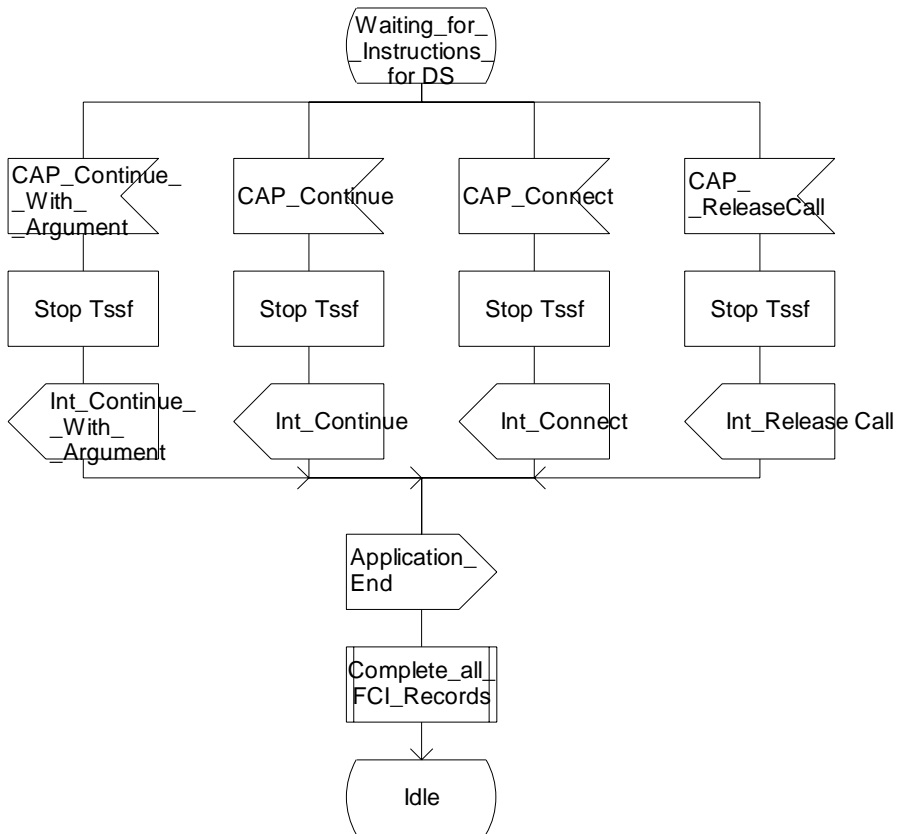 Waiting_for_
_Instructions_
for DS
CAP_Continue_
_With_
_Argument
CAP_Continue
CAP_Connect
CAP_
_ReleaseCall
Stop Tssf
Stop Tssf
Stop Tssf
Stop Tssf
Int_Continue_
_With_
_Argument
Int_Continue
Int_Connect
Int_Release Call
Application_
End
Complete_all_
FCI_Records
Idle